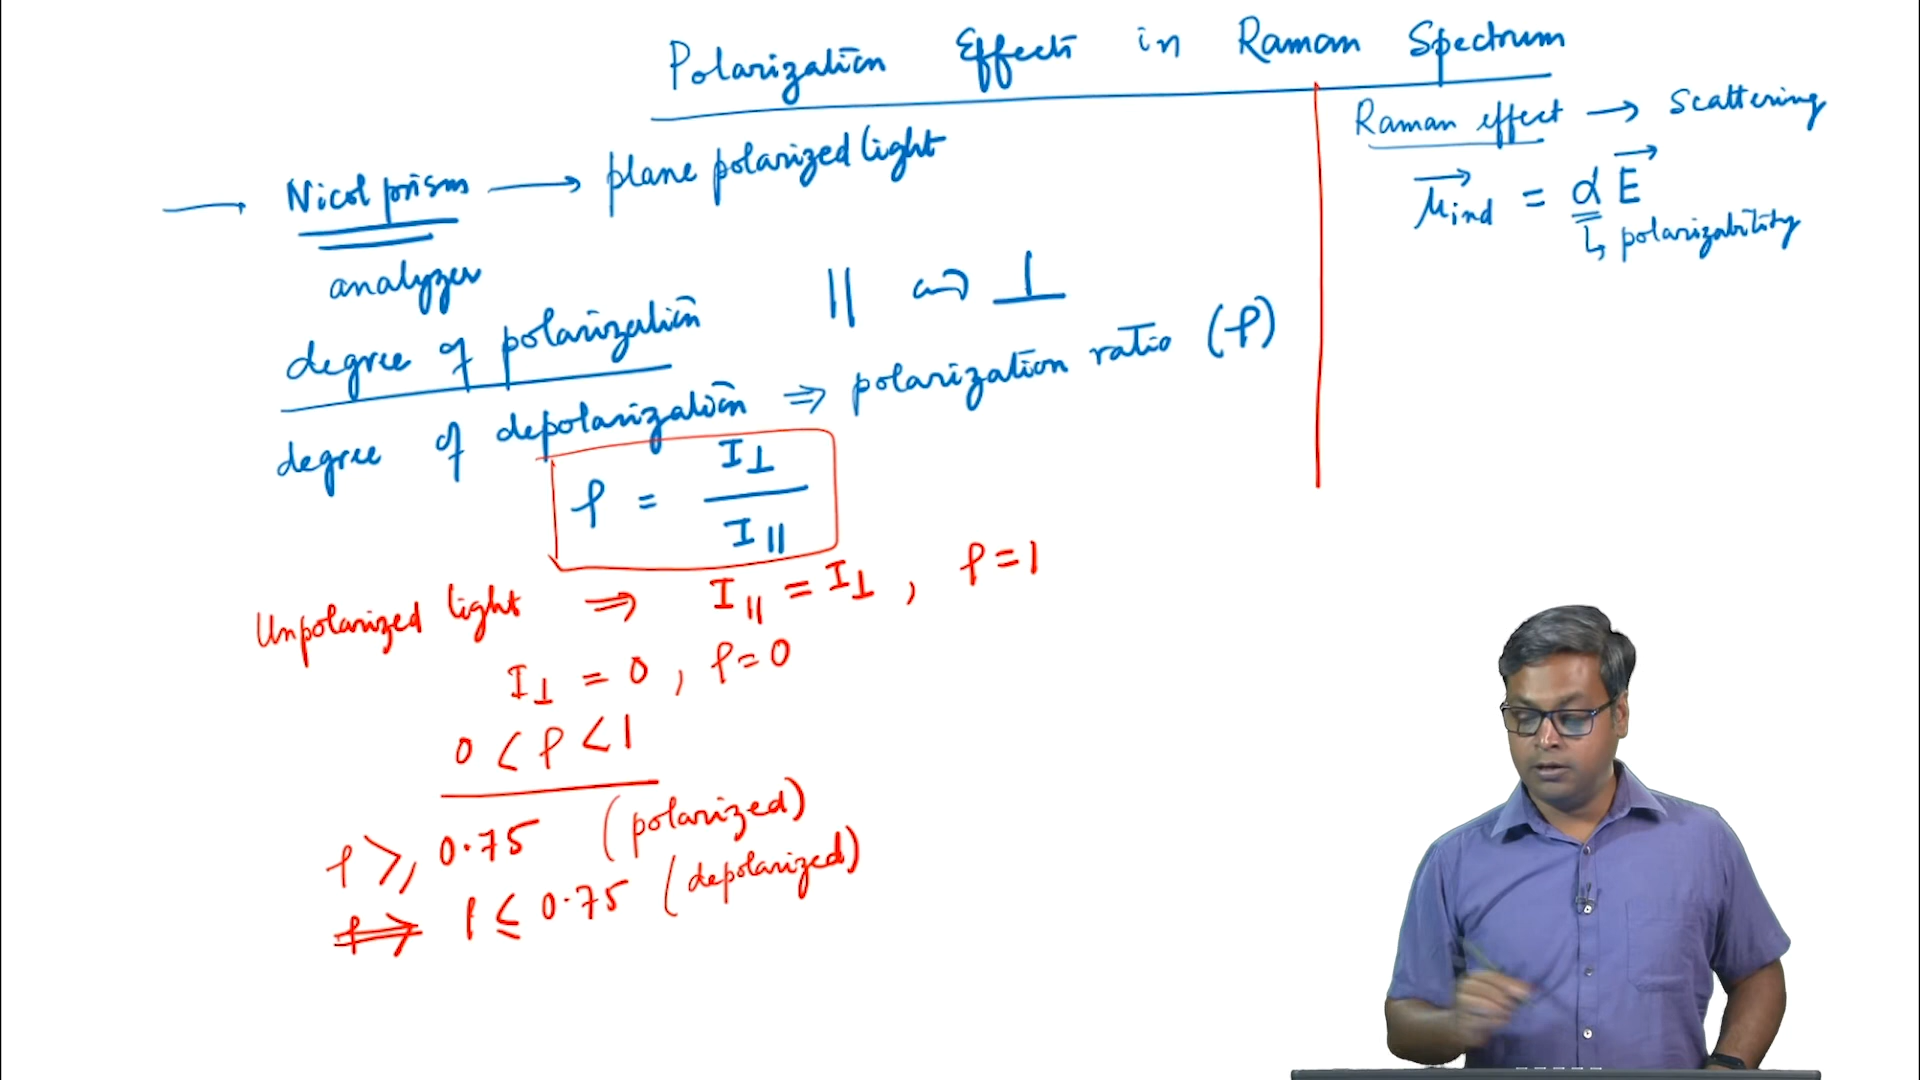 Polarization Effects in Raman Spectrum
Nicol prism → plane polarized light
analyzer
degree of polarization || and ⊥
degree of depolarization ⇒ polarization ratio (ρ)
ρ = I⊥ / I||
Unpolarized light ⇒ I|| = I⊥ , ρ = 1
I⊥ = 0 , ρ = 0
0 < ρ < 1
ρ ≥ 0.75 (polarized)
ρ ≤ 0.75 (depolarized)
Raman effect → Scattering
μind = α E
↳ polarizability